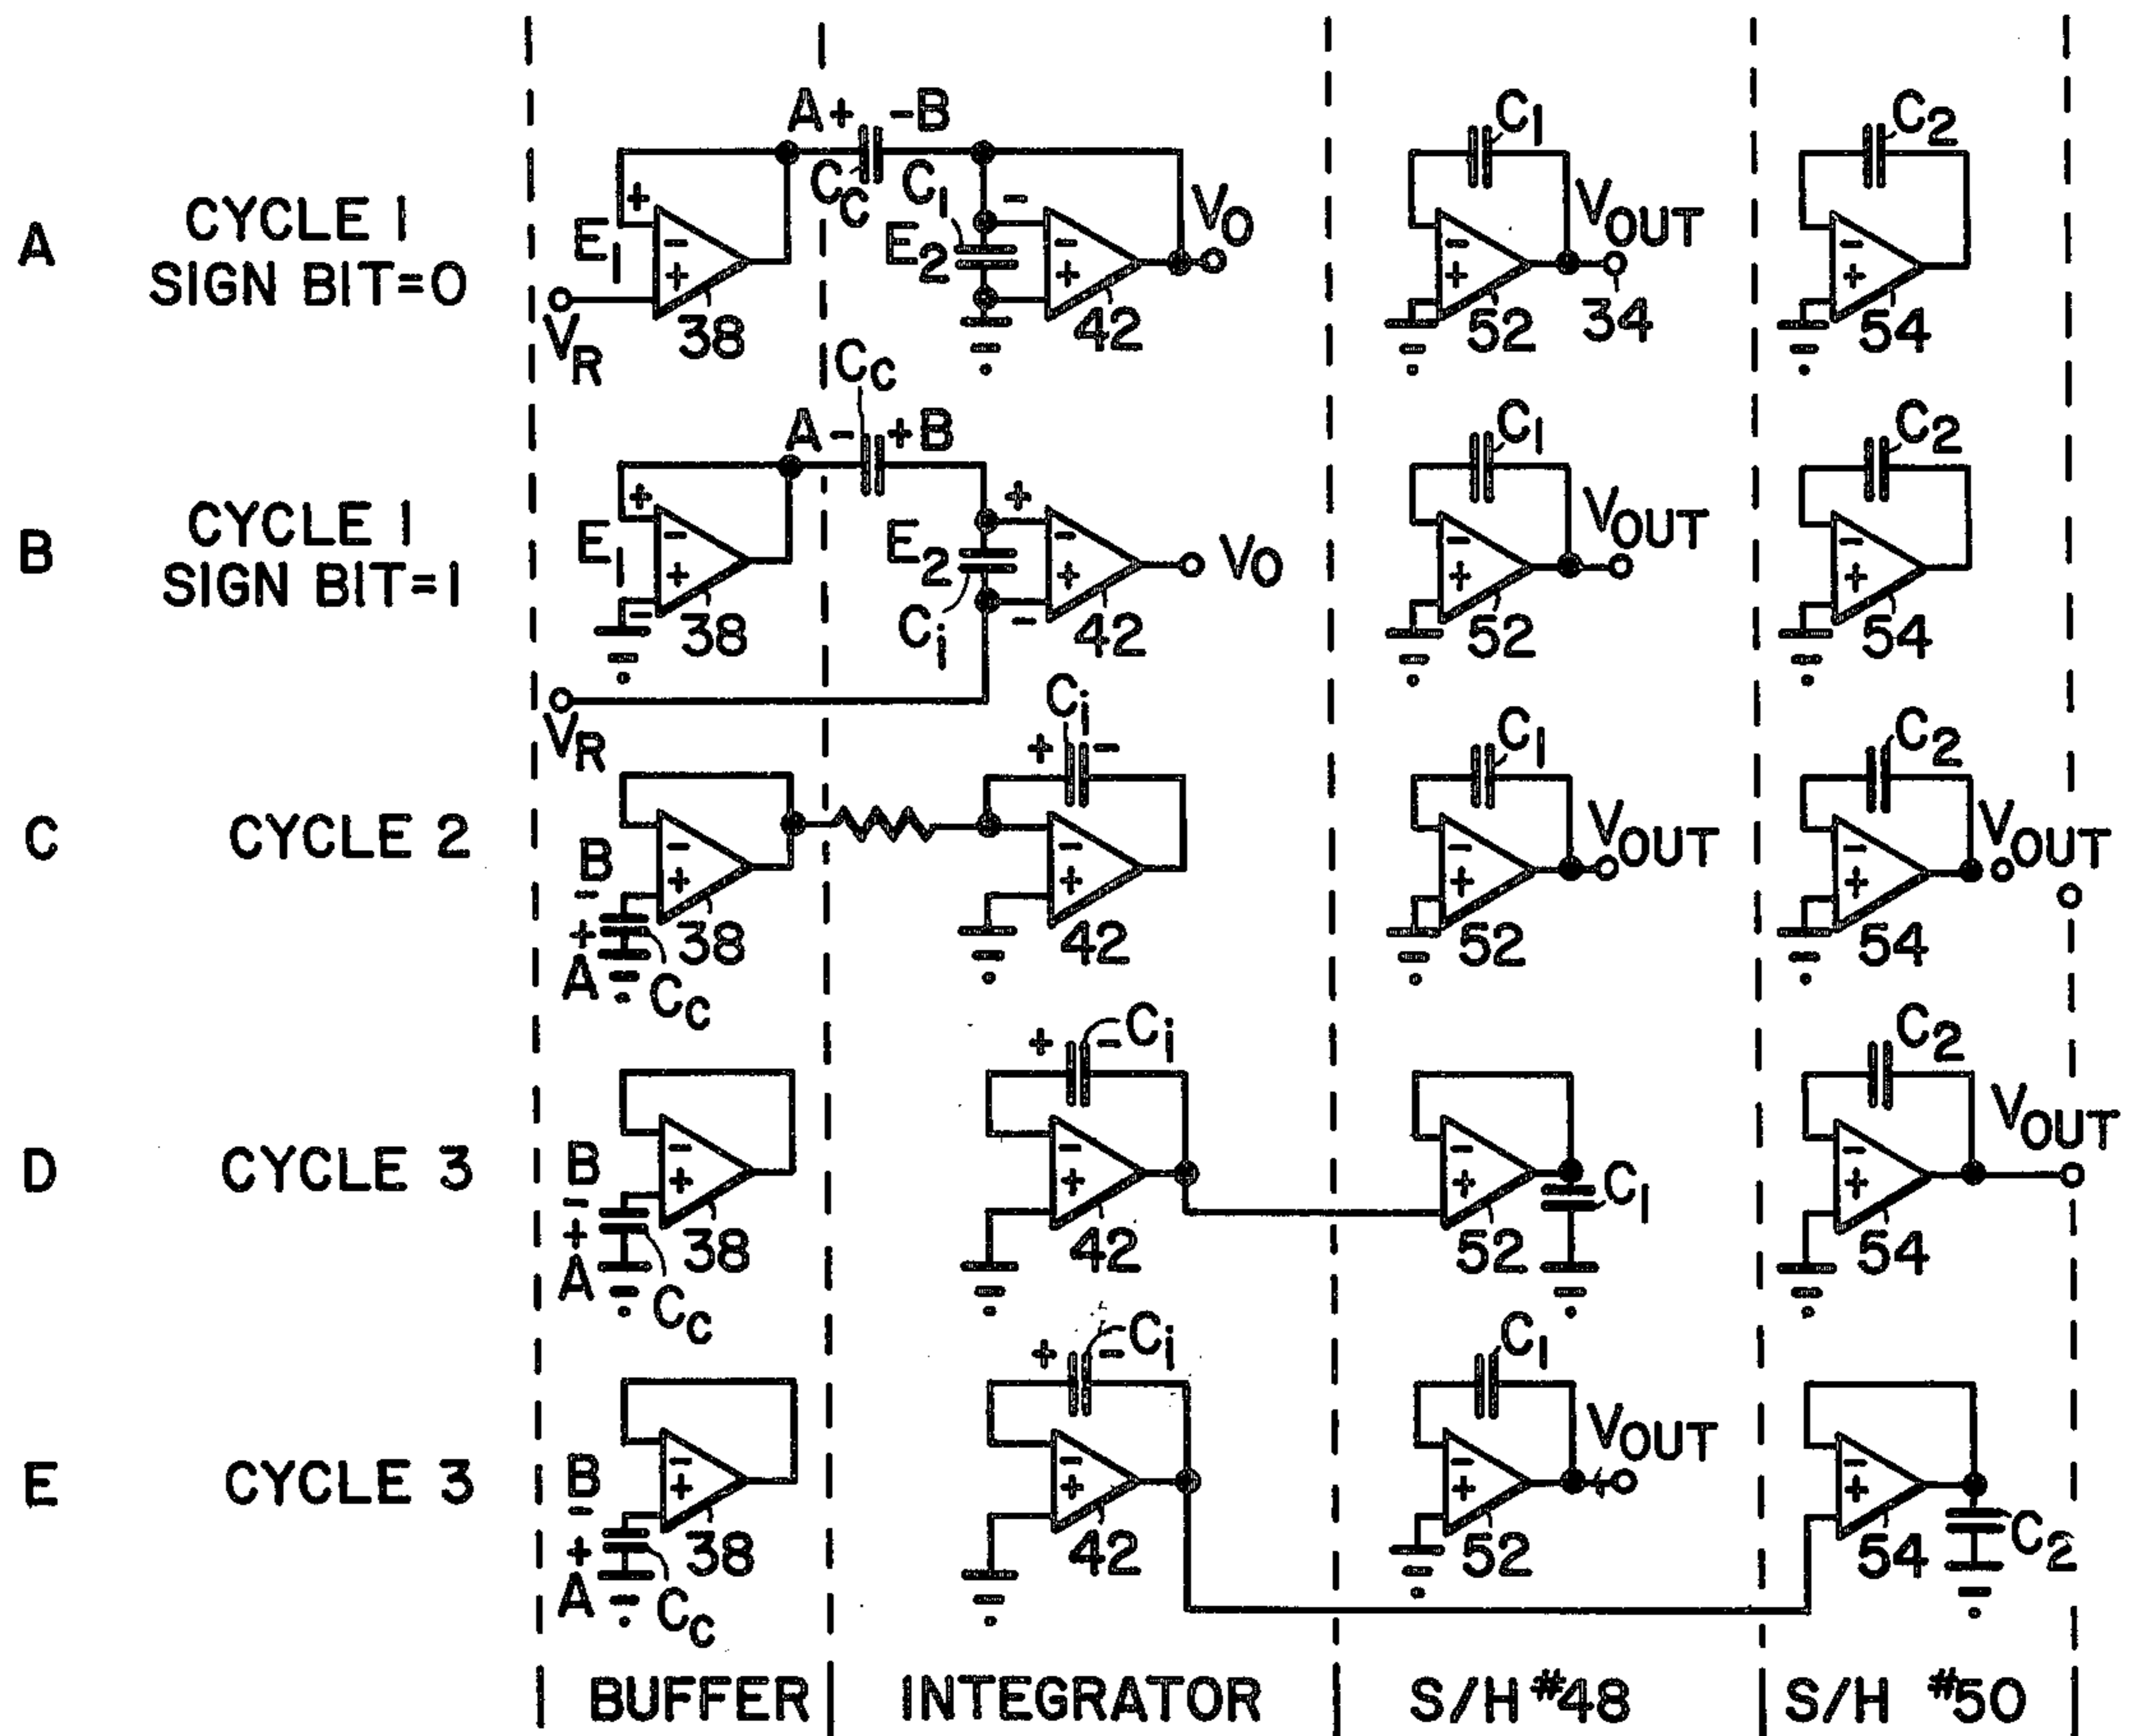 A
CYCLE 1
SIGN BIT=0
E1
+
-
+
VR
38
A+
-B
CC
C1
E2
-
-
+
42
VO
C1
-
+
52
VOUT
34
C2
-
+
54
B
CYCLE 1
SIGN BIT=1
E1
+
-
+
-
38
VR
A-
+B
CC
E2
Ci
+
-
+
-
42
VO
C1
-
+
52
VOUT
C2
-
+
54
C
CYCLE 2
B
-
+
A
CC
-
+
38
Ci
+ -
-
+
42
C1
-
+
52
VOUT
C2
-
+
54
VOUT
D
CYCLE 3
B
-
+
A
CC
-
+
38
+ -
Ci
-
+
42
-
+
52
C1
C2
-
+
54
VOUT
E
CYCLE 3
B
-
+
A
CC
-
+
38
+ -
Ci
-
+
42
C1
-
+
52
VOUT
-
+
54
C2
BUFFER
INTEGRATOR
S/H #48
S/H #50